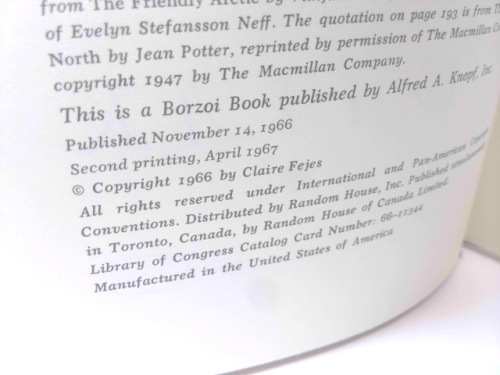 from The Friendly Arctic by
of Evelyn Stefansson Neff. The quotation on page 193 is from
North by Jean Potter, reprinted by permission of The Macmillan
copyright 1947 by The Macmillan Company.
This is a Borzoi Book published by Alfred A. Knopf, Inc.
Published November 14, 1966
Second printing, April 1967
© Copyright 1966 by Claire Fejes
All rights reserved under International and Pan-American
Conventions. Distributed by Random House, Inc. Published
in Toronto, Canada, by Random House of Canada Limited.
Library of Congress Catalog Card Number: 66-11344
Manufactured in the United States of America